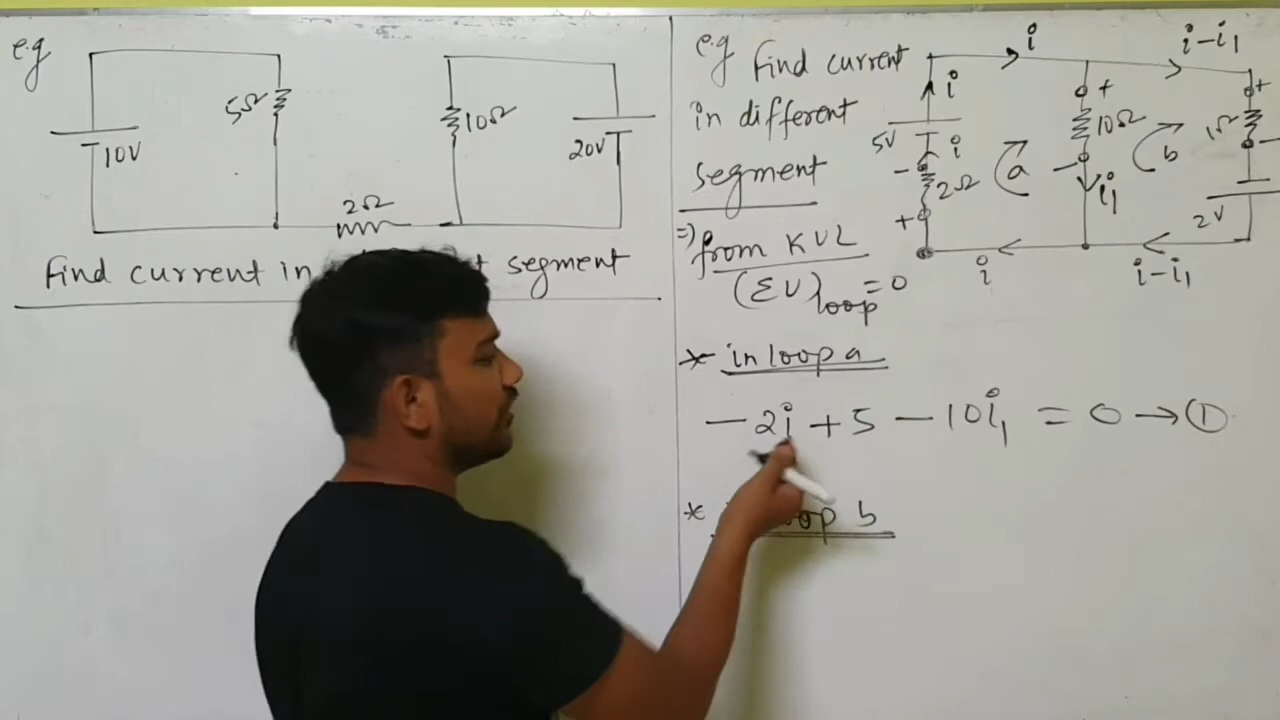 e.g
5Ω
10Ω
10V
20V
2Ω
Find current in segment
e.g Find current
in different
segment
=> from KVL
(ΣV)loop = 0
* in loop a
-2i + 5 - 10i₁ = 0 → ①
* loop b
i
i-i₁
i
+
+
10Ω
1Ω
5V
i
a
b
-
-
-
2Ω
i₁
+
2V
i
i-i₁